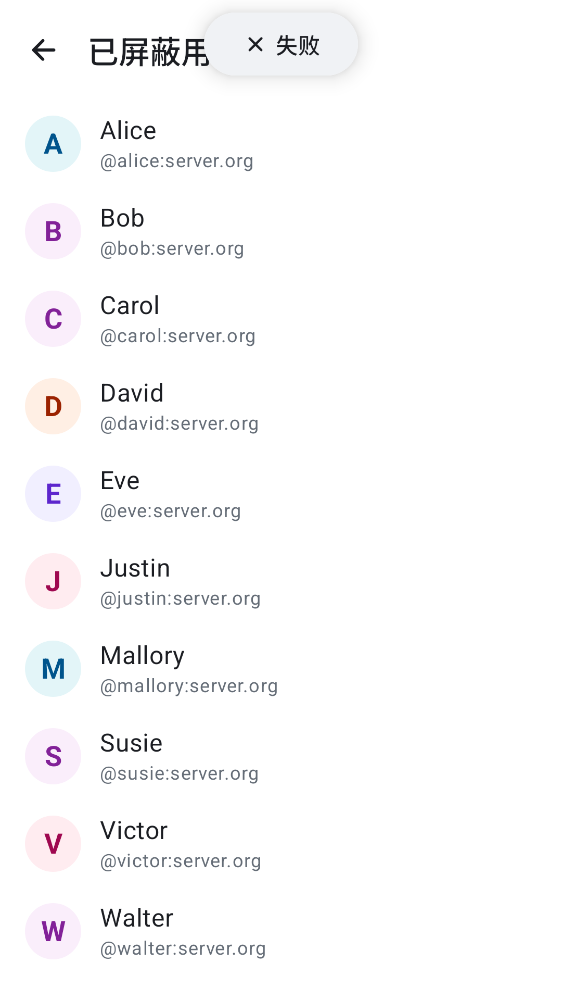 已屏蔽用
✕ 失败
A
Alice
@alice:server.org
B
Bob
@bob:server.org
C
Carol
@carol:server.org
D
David
@david:server.org
E
Eve
@eve:server.org
J
Justin
@justin:server.org
M
Mallory
@mallory:server.org
S
Susie
@susie:server.org
V
Victor
@victor:server.org
W
Walter
@walter:server.org